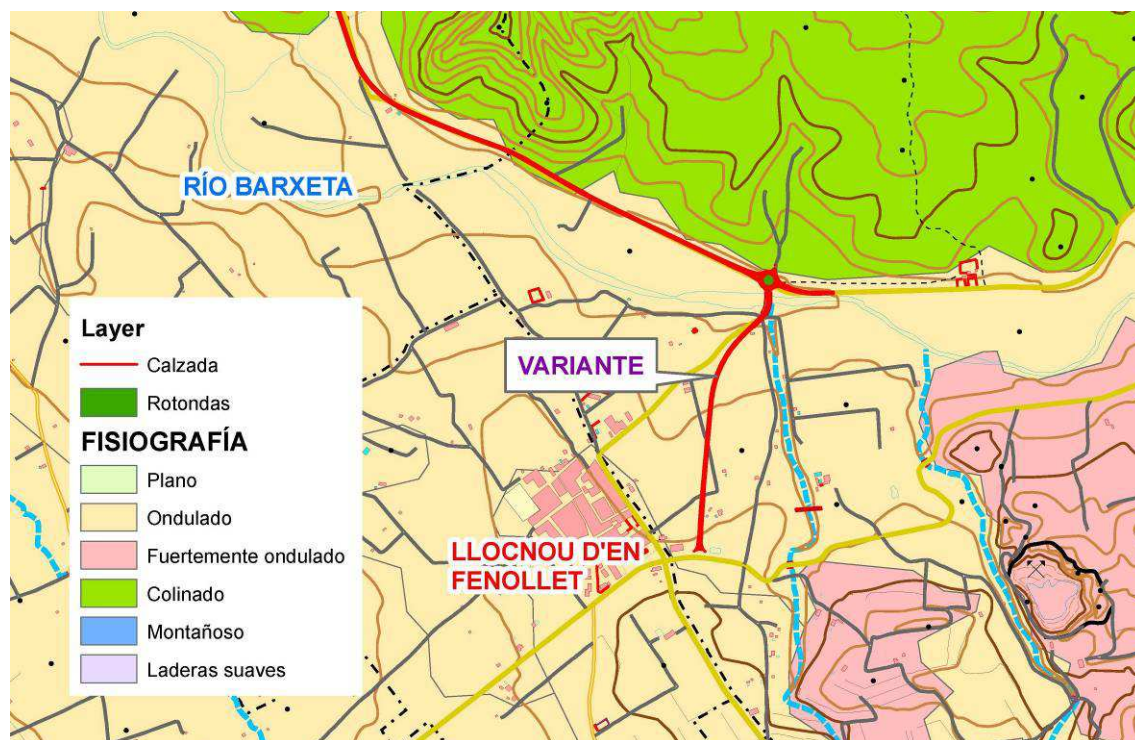 RÍO BARXETA
Layer
Calzada
Rotondas
FISIOGRAFÍA
Plano
Ondulado
Fuertemente ondulado
Colinado
Montañoso
Laderas suaves
VARIANTE
LLOCNOU D'EN
FENOLLET